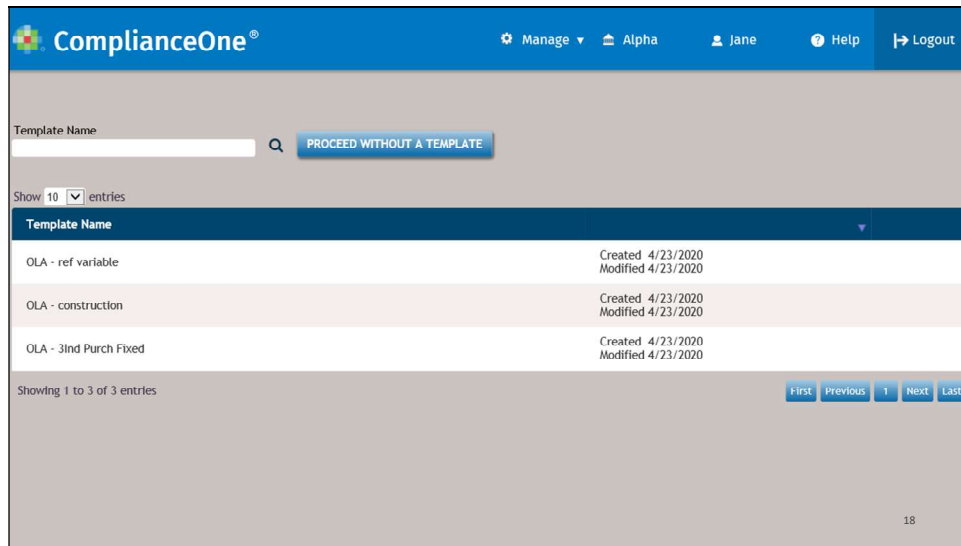 ComplianceOne®
Manage ▼ Alpha Jane Help Logout
Template Name
PROCEED WITHOUT A TEMPLATE
Show 10 entries
Template Name
OLA - ref variable
Created 4/23/2020
Modified 4/23/2020
OLA - construction
Created 4/23/2020
Modified 4/23/2020
OLA - 3Ind Purch Fixed
Created 4/23/2020
Modified 4/23/2020
Showing 1 to 3 of 3 entries
First Previous 1 Next Last
18